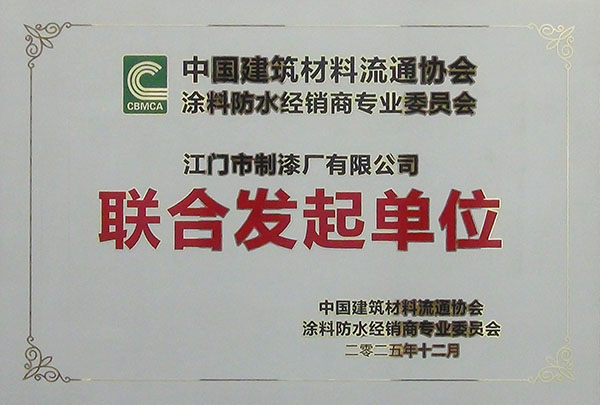 中国建筑材料流通协会
CBMCA
涂料防水经销商专业委员会
江门市制漆厂有限公司
联合发起单位
中国建筑材料流通协会
涂料防水经销商专业委员会
二零二五年十二月